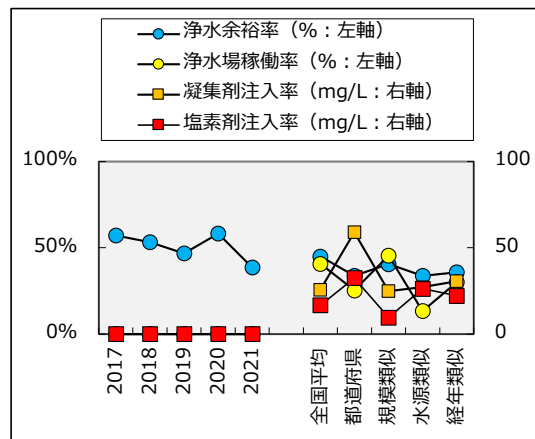 浄水余裕率（%：左軸）
浄水場稼働率（%：左軸）
凝集剤注入率（mg/L：右軸）
塩素剤注入率（mg/L：右軸）
100%
100
50%
50
0%
0
2017
2018
2019
2020
2021
全国平均
都道府県
規模類似
水源類似
経年類似